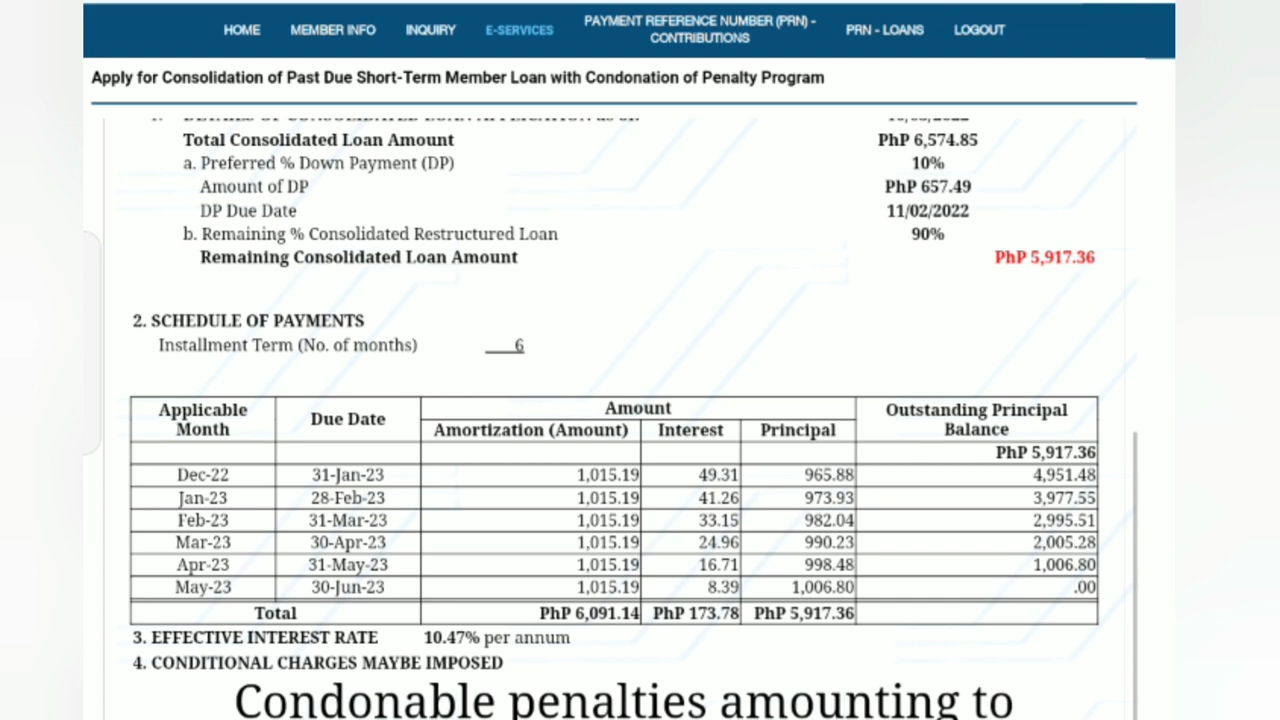 HOME MEMBER INFO INQUIRY E-SERVICES PAYMENT REFERENCE NUMBER (PRN) - CONTRIBUTIONS PRN - LOANS LOGOUT
Apply for Consolidation of Past Due Short-Term Member Loan with Condonation of Penalty Program
Total Consolidated Loan Amount PhP 6,574.85
a. Preferred % Down Payment (DP) 10%
Amount of DP PhP 657.49
DP Due Date 11/02/2022
b. Remaining % Consolidated Restructured Loan 90%
Remaining Consolidated Loan Amount PhP 5,917.36
2. SCHEDULE OF PAYMENTS
Installment Term (No. of months) 6
Applicable Month Due Date Amount Outstanding Principal Balance
Amortization (Amount) Interest Principal
PhP 5,917.36
Dec-22 31-Jan-23 1,015.19 49.31 965.88 4,951.48
Jan-23 28-Feb-23 1,015.19 41.26 973.93 3,977.55
Feb-23 31-Mar-23 1,015.19 33.15 982.04 2,995.51
Mar-23 30-Apr-23 1,015.19 24.96 990.23 2,005.28
Apr-23 31-May-23 1,015.19 16.71 998.48 1,006.80
May-23 30-Jun-23 1,015.19 8.39 1,006.80 .00
Total PhP 6,091.14 PhP 173.78 PhP 5,917.36
3. EFFECTIVE INTEREST RATE 10.47% per annum
4. CONDITIONAL CHARGES MAYBE IMPOSED
Condonable penalties amounting to